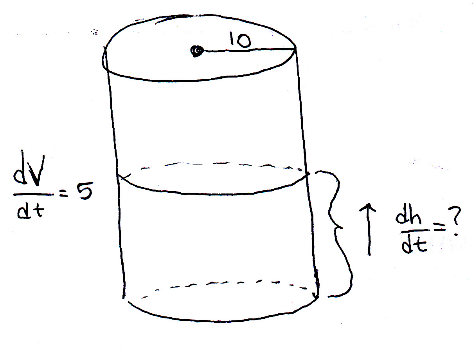 10
dV/dt = 5
dh/dt = ?